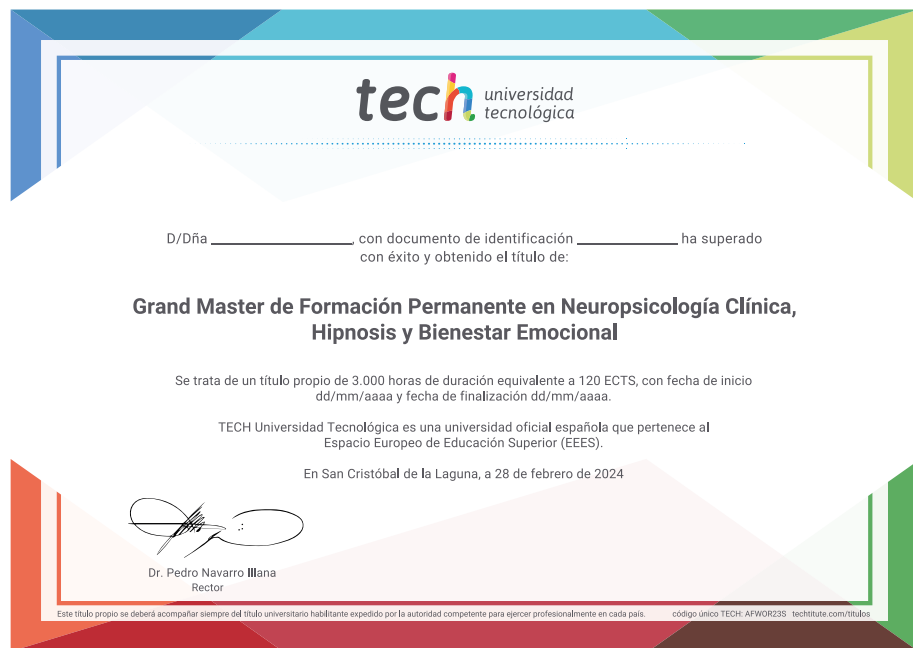 tech universidad
tecnológica
D/Dña ______________, con documento de identificación __________ ha superado
con éxito y obtenido el título de:
Grand Master de Formación Permanente en Neuropsicología Clínica,
Hipnosis y Bienestar Emocional
Se trata de un título propio de 3.000 horas de duración equivalente a 120 ECTS, con fecha de inicio
dd/mm/aaaa y fecha de finalización dd/mm/aaaa.
TECH Universidad Tecnológica es una universidad oficial española que pertenece al
Espacio Europeo de Educación Superior (EEES).
En San Cristóbal de la Laguna, a 28 de febrero de 2024
Dr. Pedro Navarro Illana
Rector
Este título propio se deberá acompañar siempre del título universitario habilitante expedido por la autoridad competente para ejercer profesionalmente en cada país. código único TECH: AFWOR23S techtitute.com/titulos